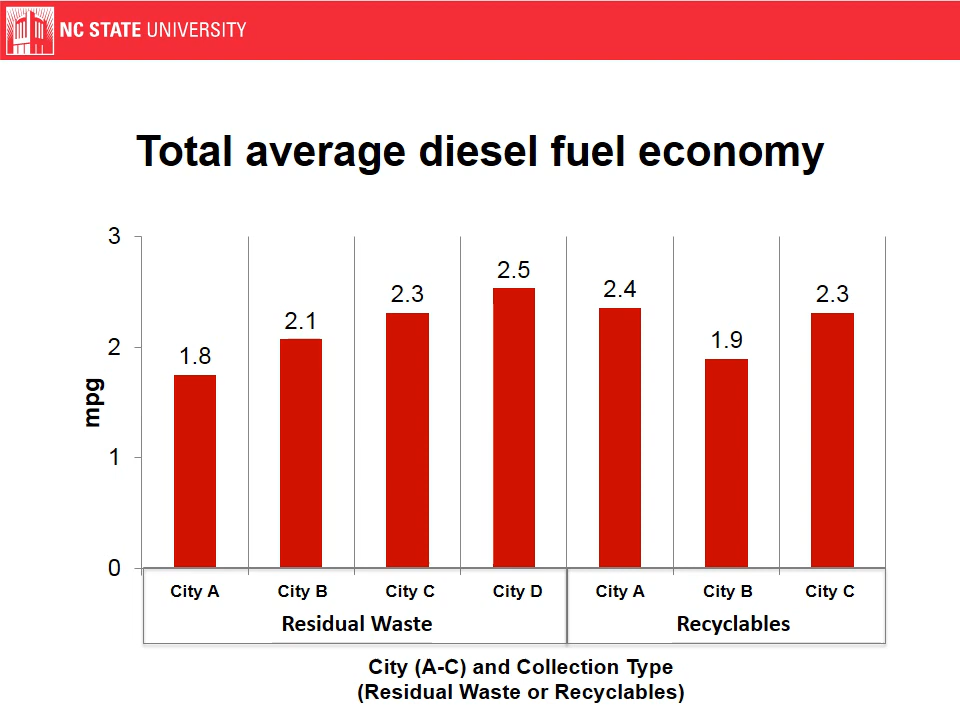 NC STATE UNIVERSITY
Total average diesel fuel economy
3
2
1
0
mpg
1.8
2.1
2.3
2.5
2.4
1.9
2.3
City A City B City C City D City A City B City C
Residual Waste Recyclables
City (A-C) and Collection Type
(Residual Waste or Recyclables)